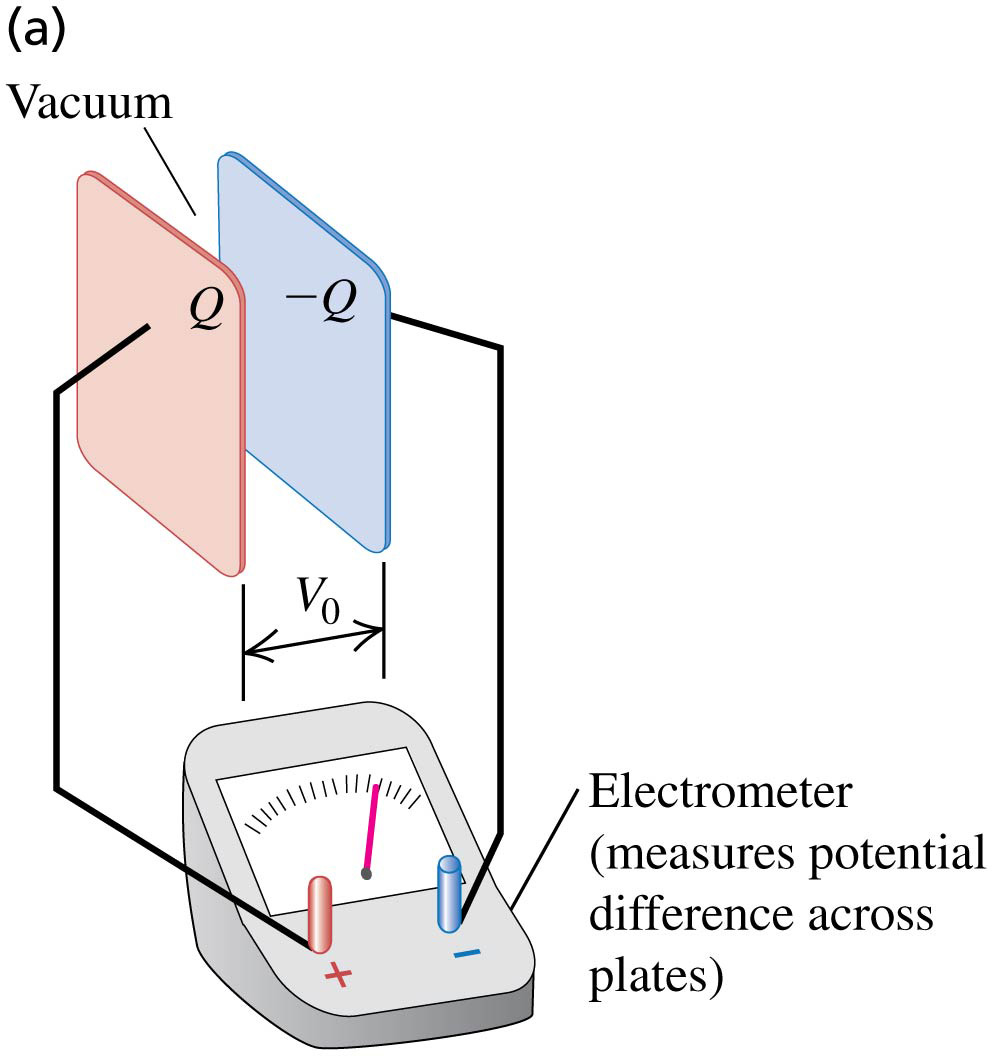 (a)
Vacuum
Q
−Q
V₀
Electrometer
(measures potential
difference across
plates)
+
−